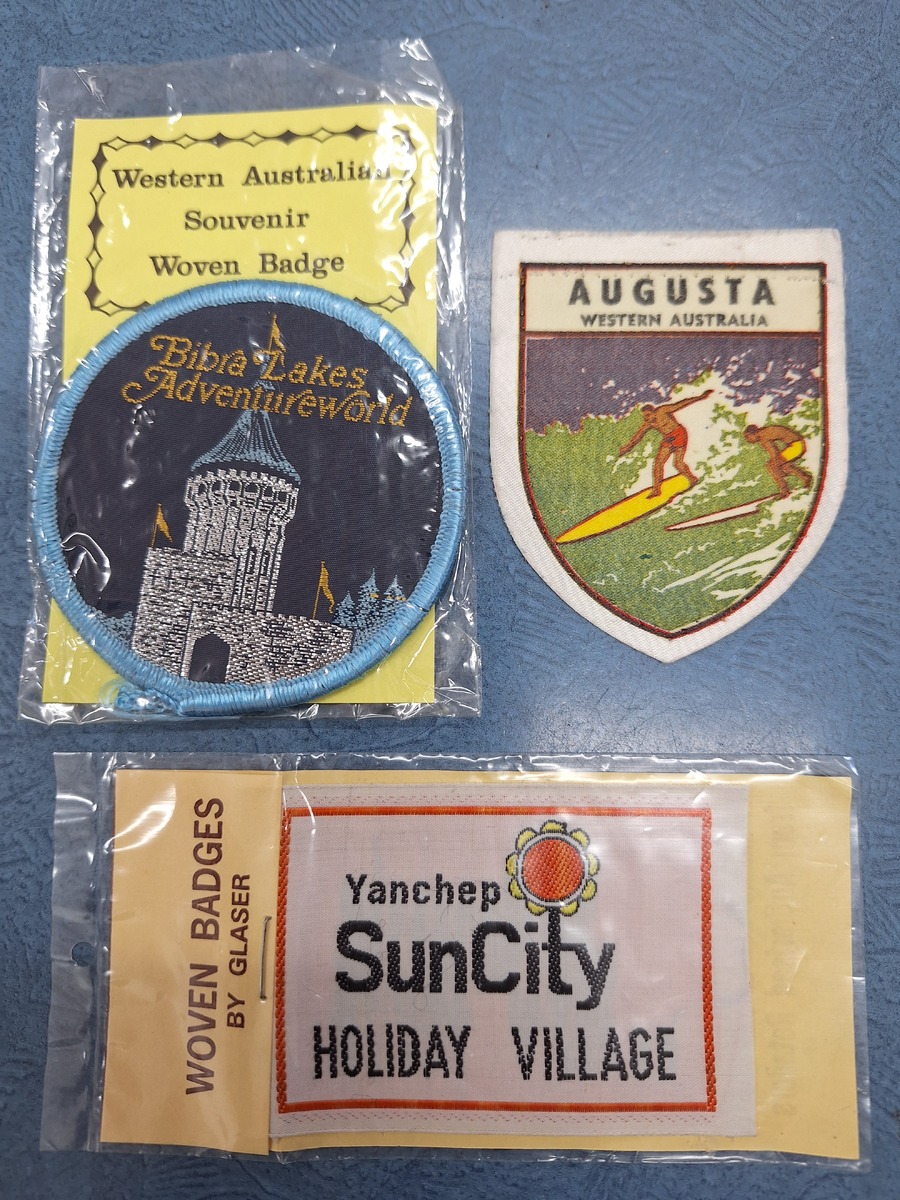 Western Australian
Souvenir
Woven Badge
Bibra Lakes
Adventureworld
AUGUSTA
WESTERN AUSTRALIA
WOVEN BADGES
BY GLASER
Yanchep
SunCity
HOLIDAY VILLAGE